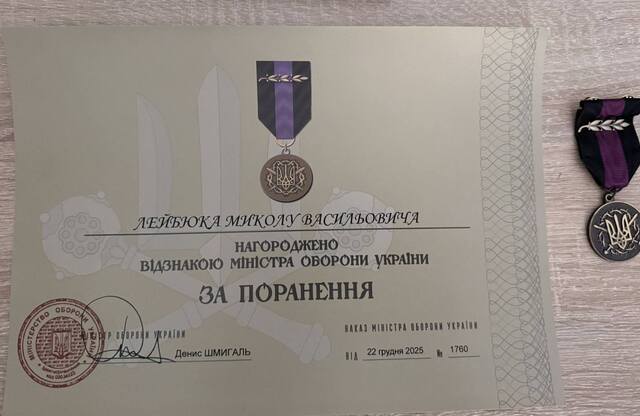 ЛЕЙБЮКА МИКОЛУ ВАСИЛЬОВИЧА
НАГОРОДЖЕНО
ВІДЗНАКОЮ МІНІСТРА ОБОРОНИ УКРАЇНИ
ЗА ПОРАНЕННЯ
МІНІСТР ОБОРОНИ УКРАЇНИ
Денис ШМИГАЛЬ
НАКАЗ МІНІСТРА ОБОРОНИ УКРАЇНИ
ВІД 22 грудня 2025 № 1760
МІНІСТЕРСТВО ОБОРОНИ УКРАЇНИ